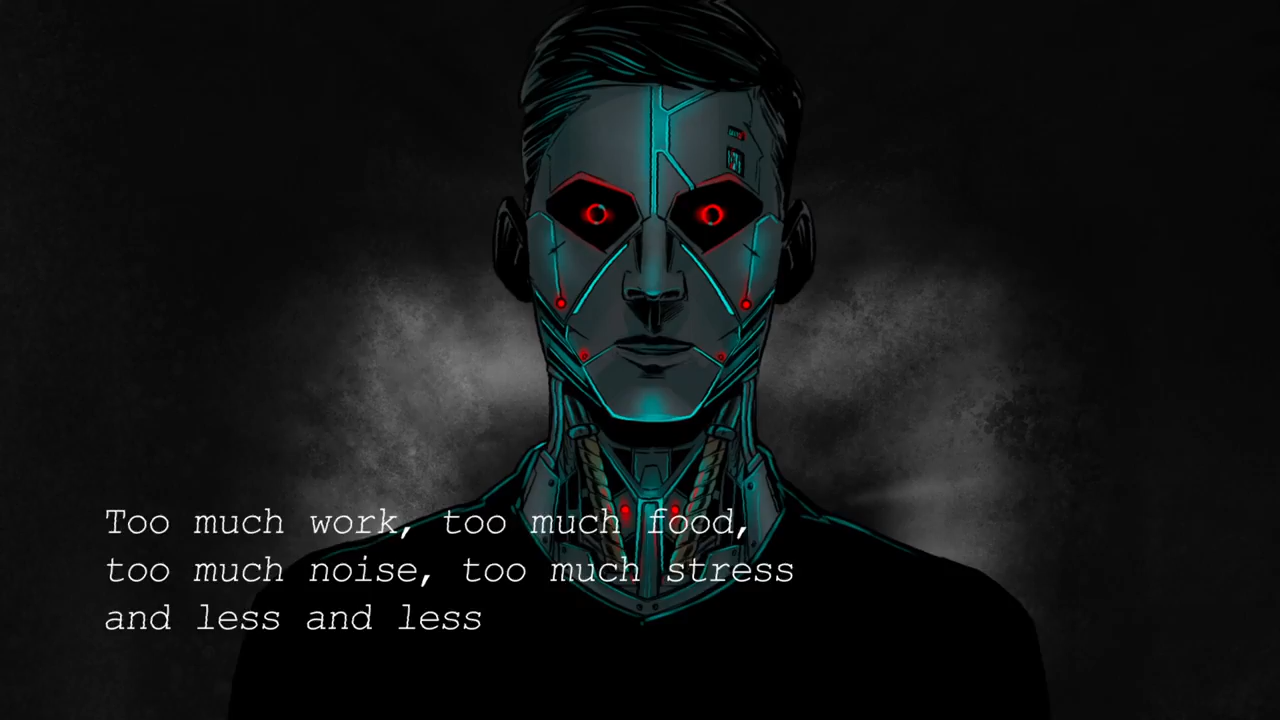 Too much work, too much food,
too much noise, too much stress
and less and less